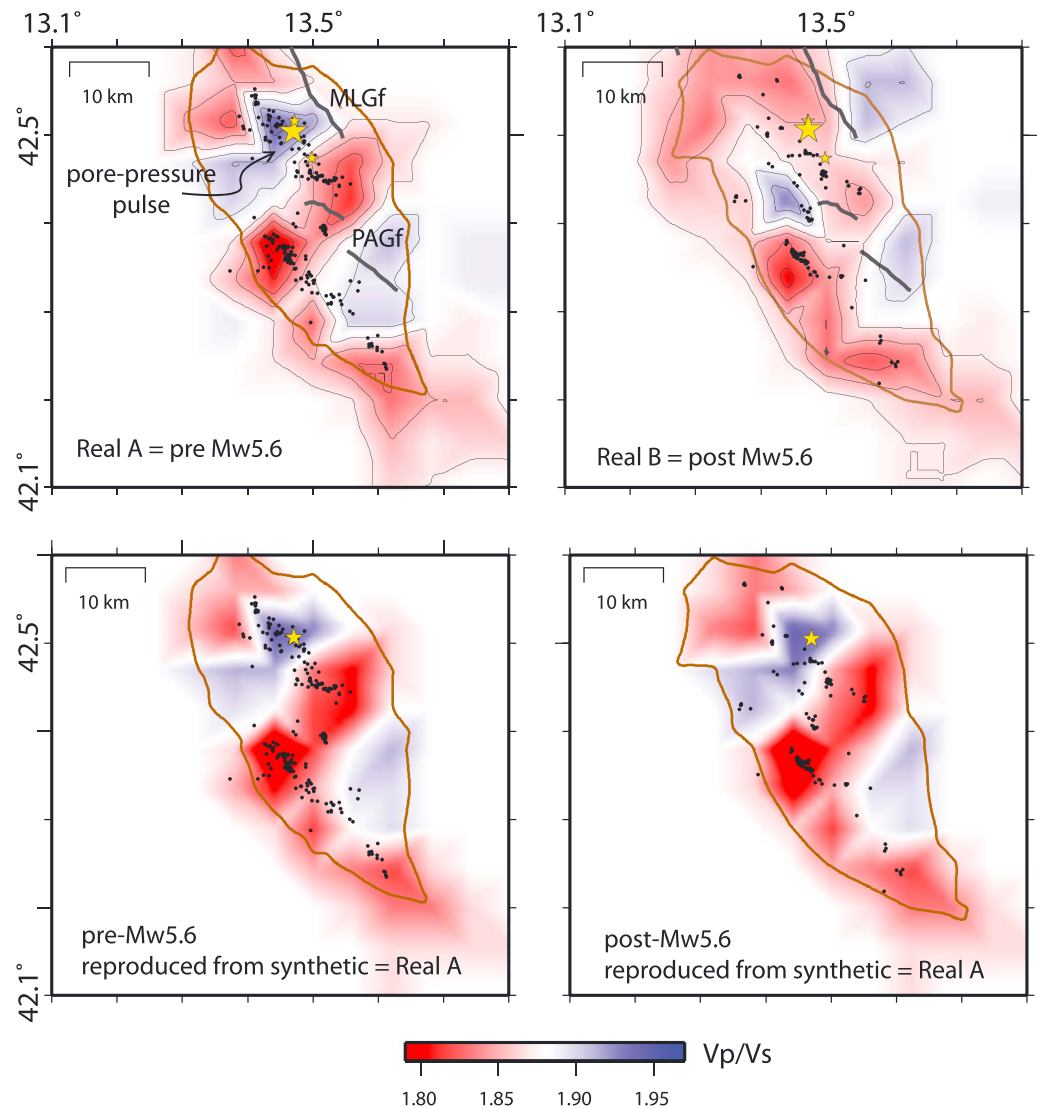 13.1° 13.5° 13.1° 13.5°
10 km
MLGf
42.5°
pore-pressure
pulse
PAGf
Real A = pre Mw5.6
42.1°
10 km
Real B = post Mw5.6
10 km
42.5°
pre-Mw5.6
reproduced from synthetic = Real A
42.1°
10 km
post-Mw5.6
reproduced from synthetic = Real A
Vp/Vs
1.80 1.85 1.90 1.95